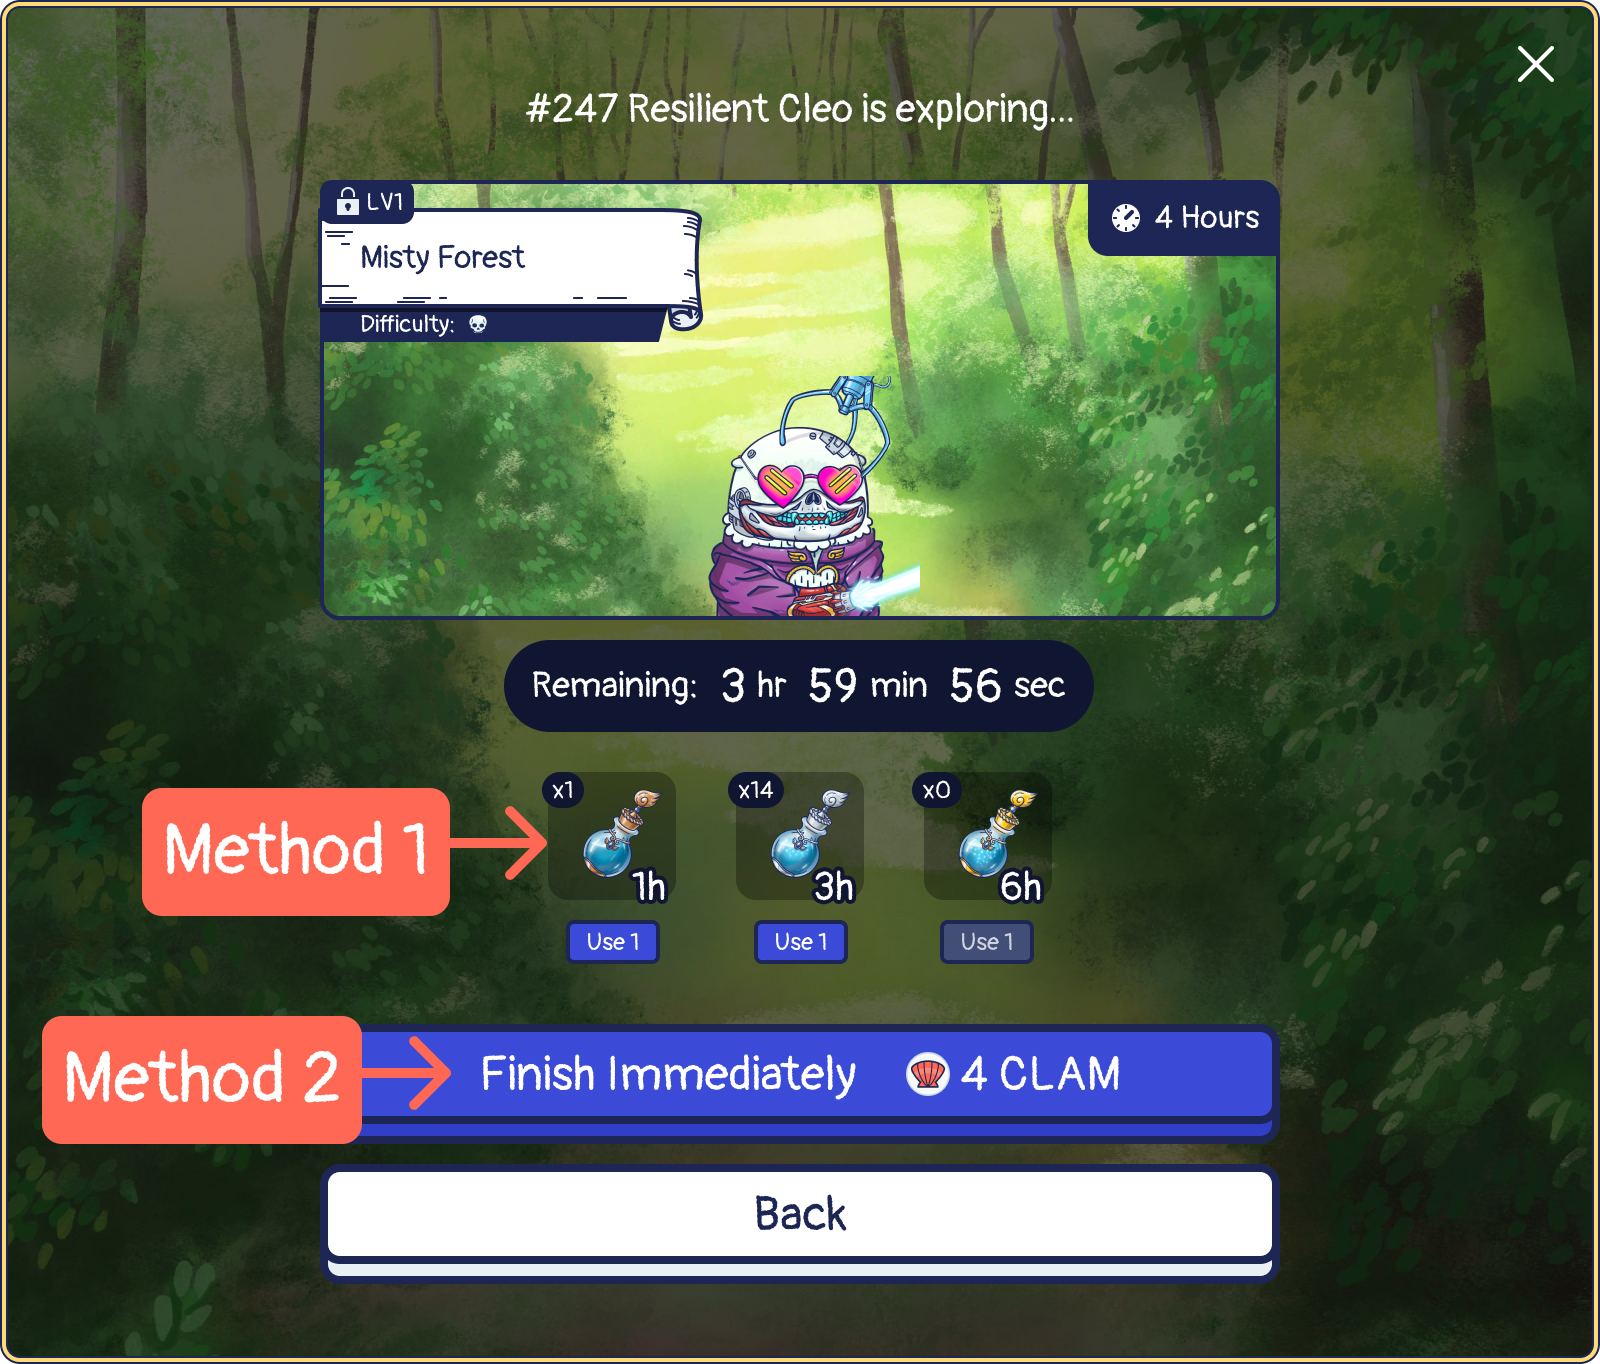 #247 Resilient Cleo is exploring...
LV1
4 Hours
Misty Forest
Difficulty:
Remaining: 3 hr 59 min 56 sec
x1 x14 x0
Method 1
1h 3h 6h
Use 1 Use 1 Use 1
Method 2 Finish Immediately 4 CLAM
Back